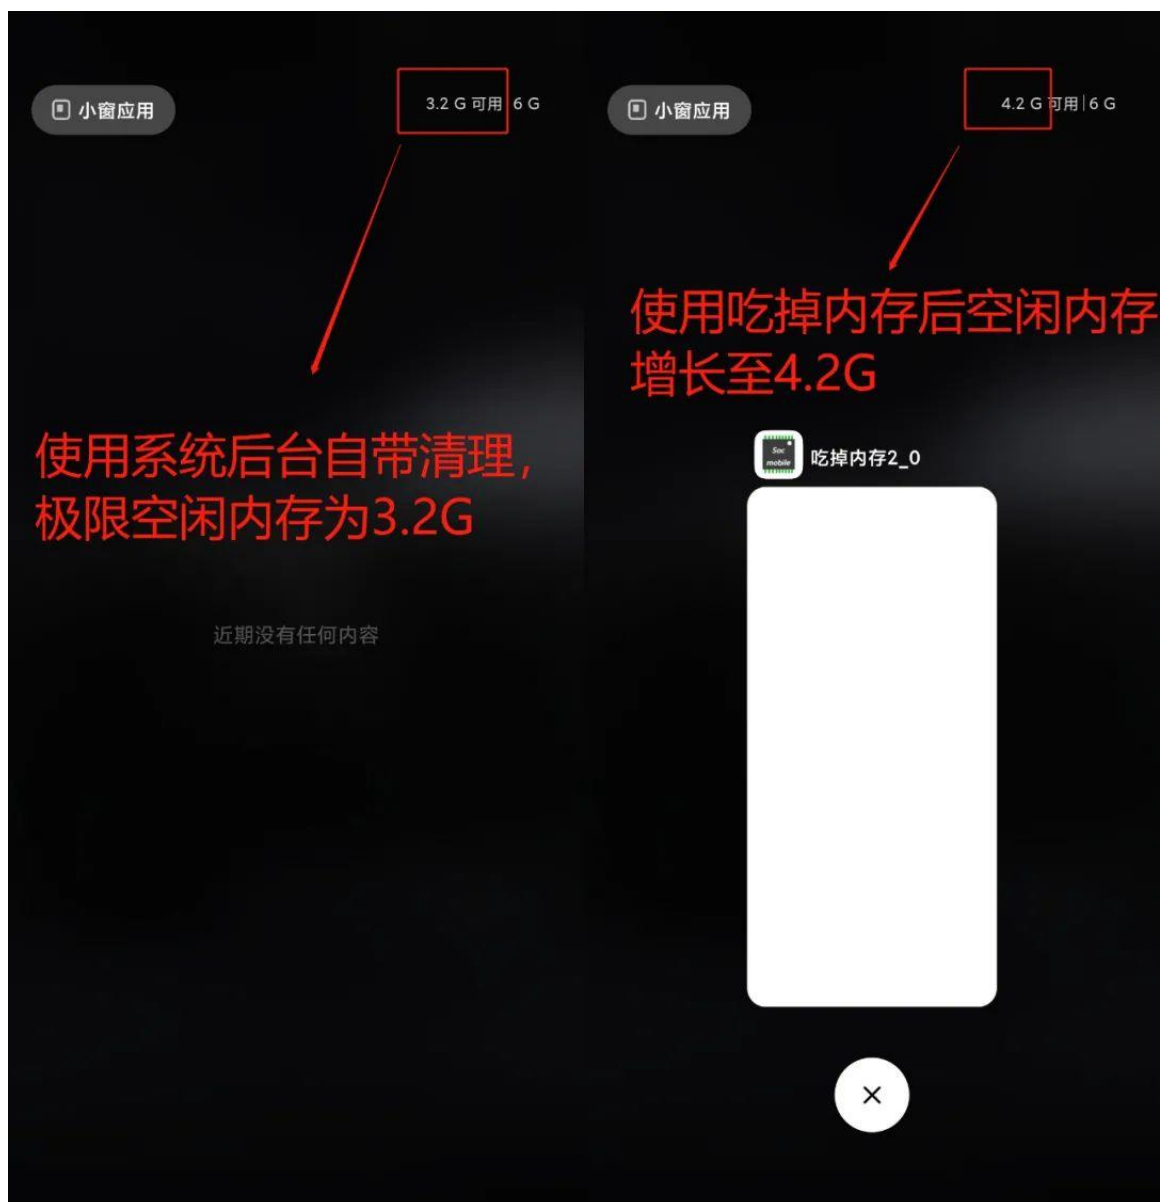 小窗应用
3.2 G 可用 6 G
使用系统后台自带清理，
极限空闲内存为3.2G
近期没有任何内容
小窗应用
4.2 G 可用|6 G
使用吃掉内存后空闲内存
增长至4.2G
Soc
mobile
吃掉内存2_0